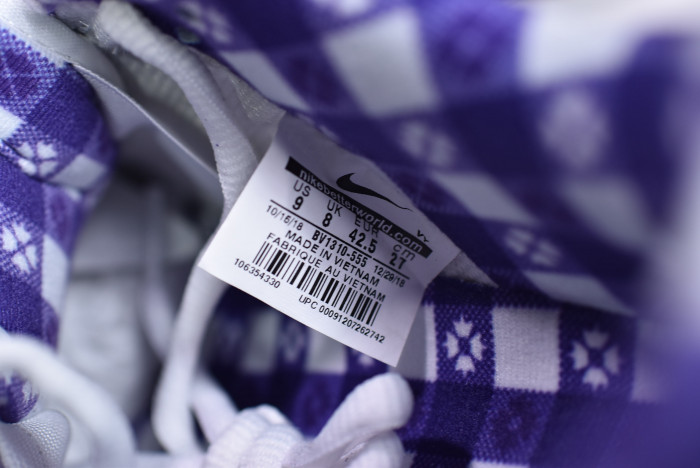 nikebetterworld.com
US UK EUR cm
9 8 42.5 27
10/15/18 BV1310-555 12/29/18
MADE IN VIETNAM
FABRIQUE AU VIETNAM
106354330
UPC 00091207262742